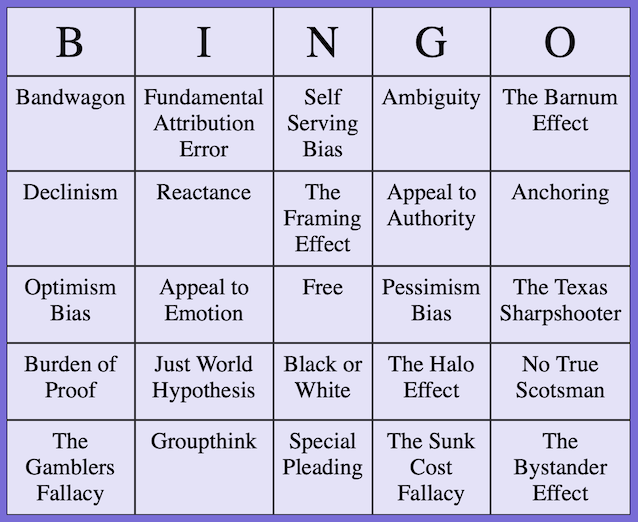 B I N G O
Bandwagon
Fundamental
Attribution
Error
Self
Serving
Bias
Ambiguity
The Barnum
Effect
Declinism
Reactance
The
Framing
Effect
Appeal to
Authority
Anchoring
Optimism
Bias
Appeal to
Emotion
Free
Pessimism
Bias
The Texas
Sharpshooter
Burden of
Proof
Just World
Hypothesis
Black or
White
The Halo
Effect
No True
Scotsman
The
Gamblers
Fallacy
Groupthink
Special
Pleading
The Sunk
Cost
Fallacy
The
Bystander
Effect